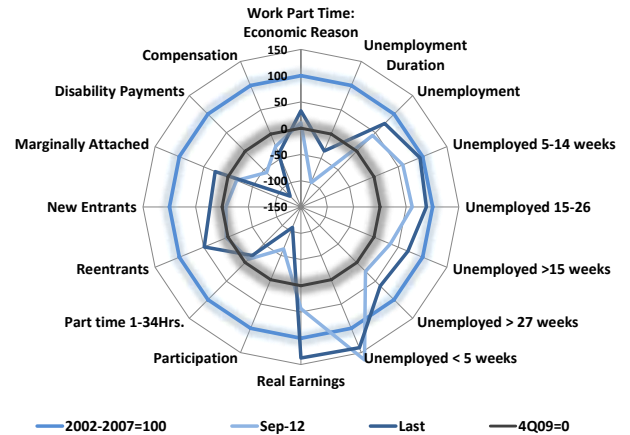 Work Part Time:
Economic Reason
Unemployment
Duration
Unemployment
Unemployed 5-14 weeks
Unemployed 15-26
Unemployed >15 weeks
Unemployed > 27 weeks
Unemployed < 5 weeks
Real Earnings
Participation
Part time 1-34Hrs.
Reentrants
New Entrants
Marginally Attached
Disability Payments
Compensation
150
100
50
0
-50
-100
-150
2002-2007=100 Sep-12 Last 4Q09=0